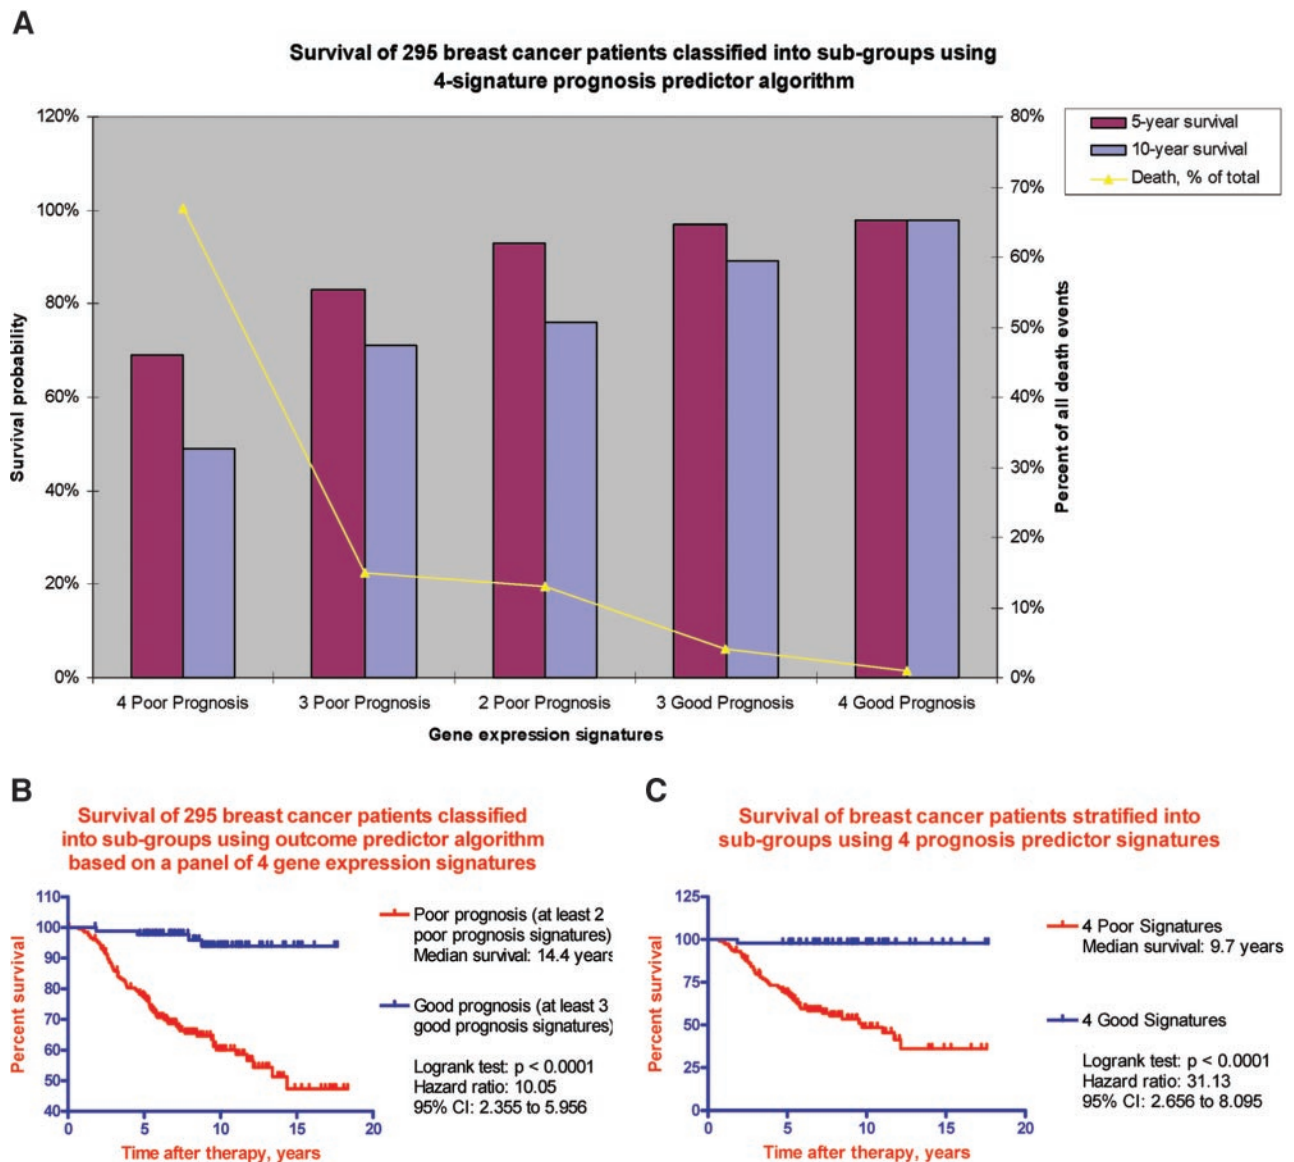 A
Survival of 295 breast cancer patients classified into sub-groups using
4-signature prognosis predictor algorithm
120%
100%
80%
60%
40%
20%
0%
Survival probability
80%
70%
60%
50%
40%
30%
20%
10%
0%
Percent of all death events
5-year survival
10-year survival
Death, % of total
4 Poor Prognosis
3 Poor Prognosis
2 Poor Prognosis
3 Good Prognosis
4 Good Prognosis
Gene expression signatures
B
Survival of 295 breast cancer patients classified
into sub-groups using outcome predictor algorithm
based on a panel of 4 gene expression signatures
110
100
90
80
70
60
50
40
Percent survival
0
5
10
15
20
Time after therapy, years
Poor prognosis (at least 2
poor prognosis signatures)
Median survival: 14.4 years
Good prognosis (at least 3
good prognosis signatures)
Logrank test: p < 0.0001
Hazard ratio: 10.05
95% CI: 2.355 to 5.956
C
Survival of breast cancer patients stratified into
sub-groups using 4 prognosis predictor signatures
125
100
75
50
25
0
Percent survival
0
5
10
15
20
Time after therapy, years
4 Poor Signatures
Median survival: 9.7 years
4 Good Signatures
Logrank test: p < 0.0001
Hazard ratio: 31.13
95% CI: 2.656 to 8.095